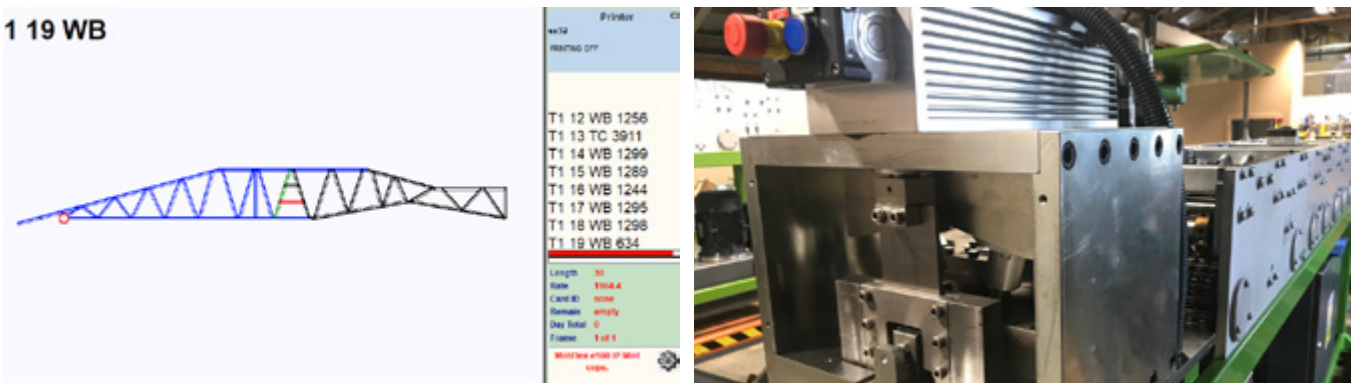 1 19 WB
Printer
PRINTING OFF
T1 12 WB 1256
T1 13 TC 3911
T1 14 WB 1299
T1 15 WB 1289
T1 16 WB 1244
T1 17 WB 1295
T1 18 WB 1298
T1 19 WB 634
Length 30
Rate
Card ID none
Remain empty
Day Total 0
Frame 1 of 1